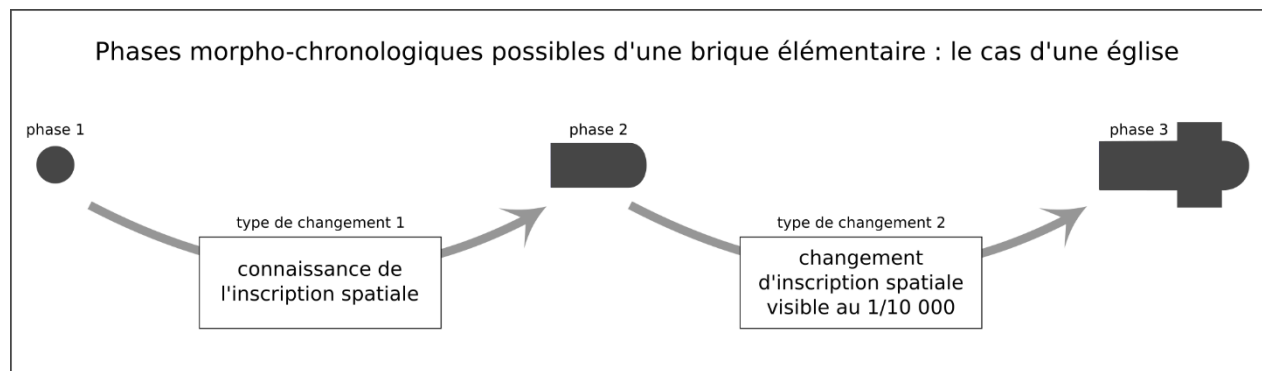 Phases morpho-chronologiques possibles d'une brique élémentaire : le cas d'une église
phase 1
phase 2
phase 3
type de changement 1
connaissance de
l'inscription spatiale
type de changement 2
changement
d'inscription spatiale
visible au 1/10 000